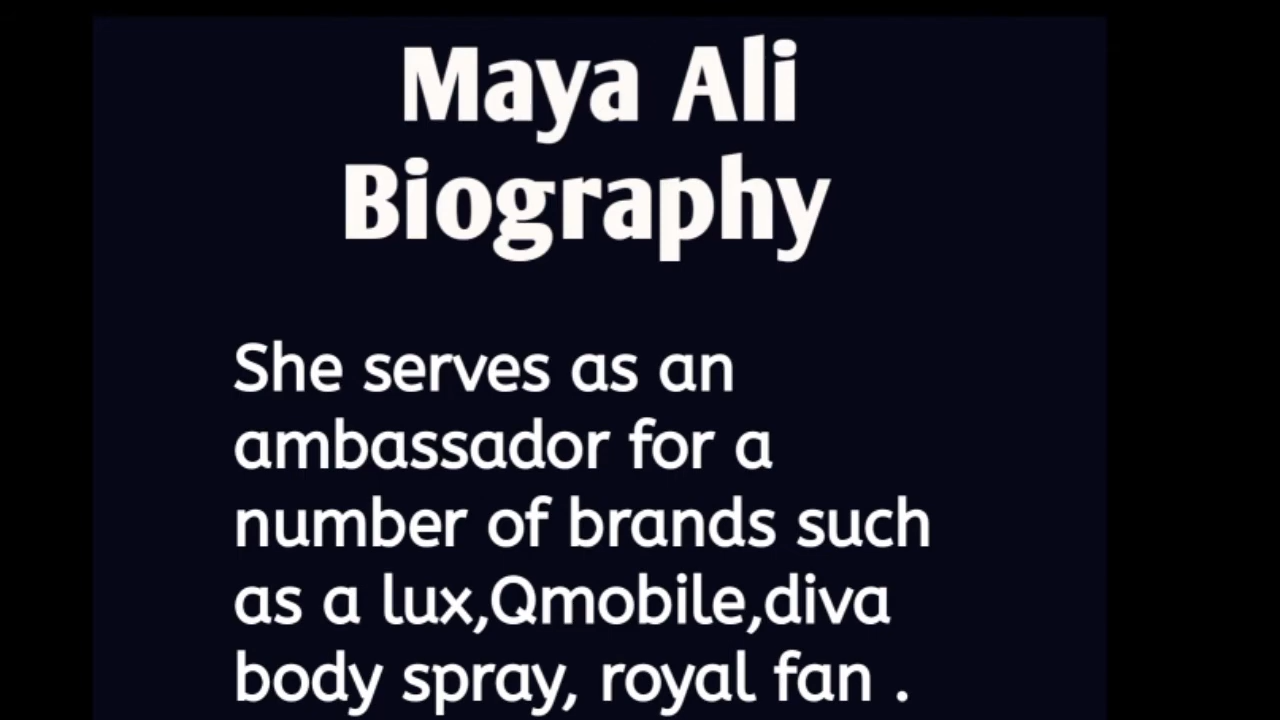 Maya Ali
Biography
She serves as an
ambassador for a
number of brands such
as a lux,Qmobile,diva
body spray, royal fan .